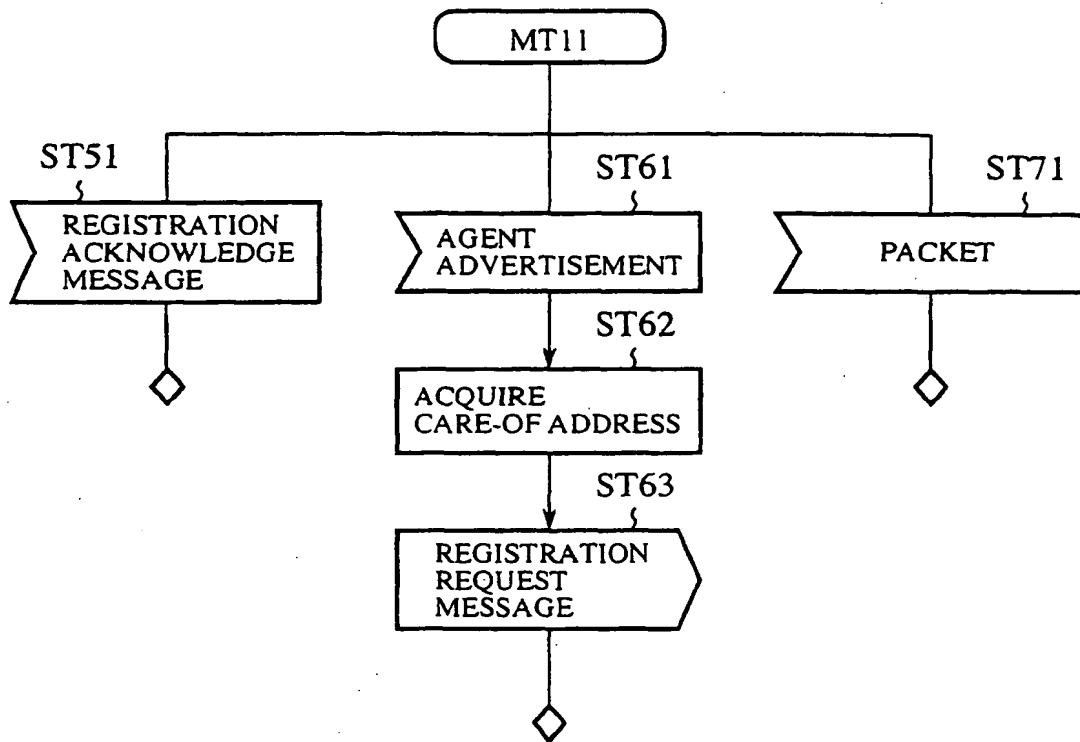 MT11
ST51
REGISTRATION
ACKNOWLEDGE
MESSAGE
ST61
AGENT
ADVERTISEMENT
ST71
PACKET
ST62
ACQUIRE
CARE-OF ADDRESS
ST63
REGISTRATION
REQUEST
MESSAGE